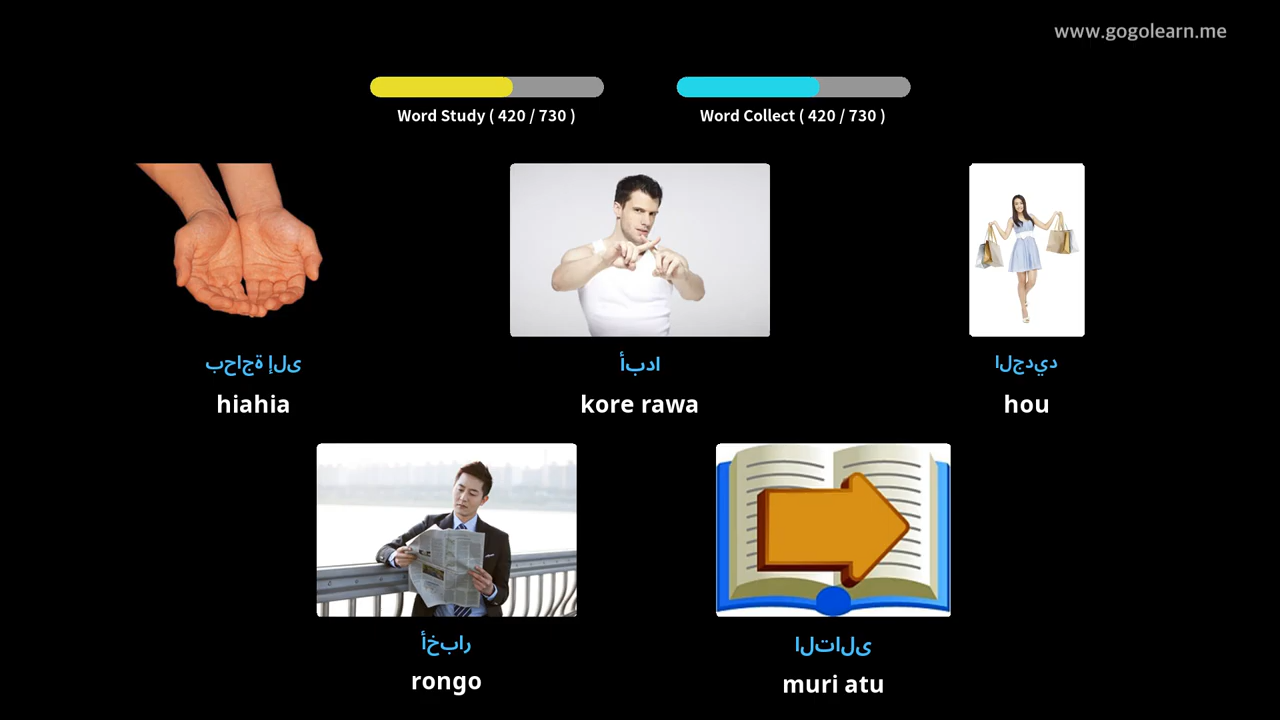 www.gogolearn.me
Word Study ( 420 / 730 )
Word Collect ( 420 / 730 )
بحاجة إلى
hiahia
أبدا
kore rawa
الجديد
hou
أخبار
rongo
التالى
muri atu